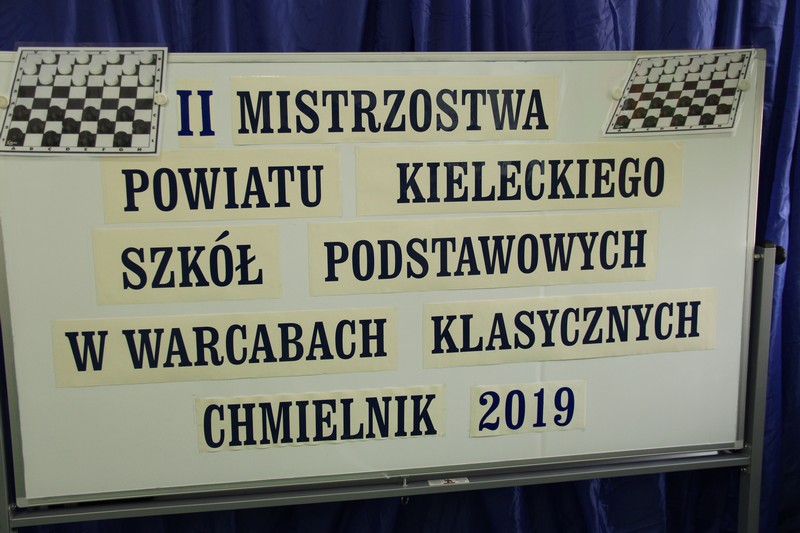 II MISTRZOSTWA
POWIATU KIELECKIEGO
SZKÓŁ PODSTAWOWYCH
W WARCABACH KLASYCZNYCH
CHMIELNIK 2019